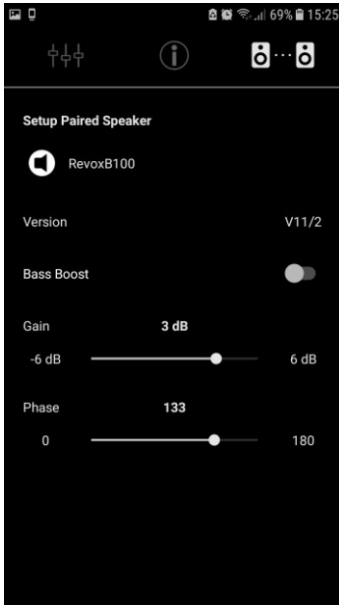 69% 15:25
Setup Paired Speaker
RevoxB100
Version V11/2
Bass Boost
Gain 3 dB
-6 dB 6 dB
Phase 133
0 180